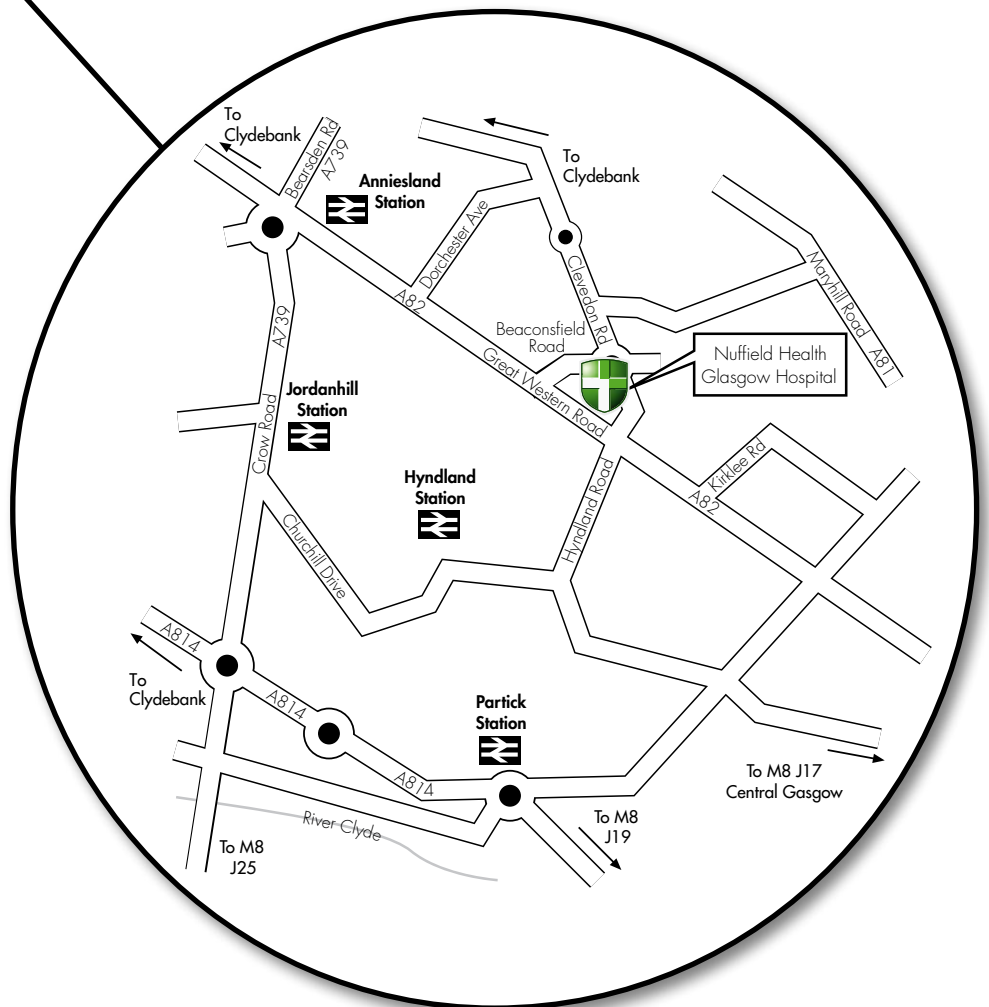 To
Clydebank
Bearsden Rd
A739
Anniesland
Station
To
Clydebank
Dorchester Ave
A82
Clevedon Rd
Maryhill Road
A81
Beaconsfield
Road
Great Western Road
Nuffield Health
Glasgow Hospital
A739
Crow Road
Jordanhill
Station
Hyndland
Station
Hyndland Road
Kirklee Rd
A82
Churchill Drive
A814
To
Clydebank
A814
A814
Partick
Station
To M8 J17
Central Gasgow
To M8
J19
River Clyde
To M8
J25